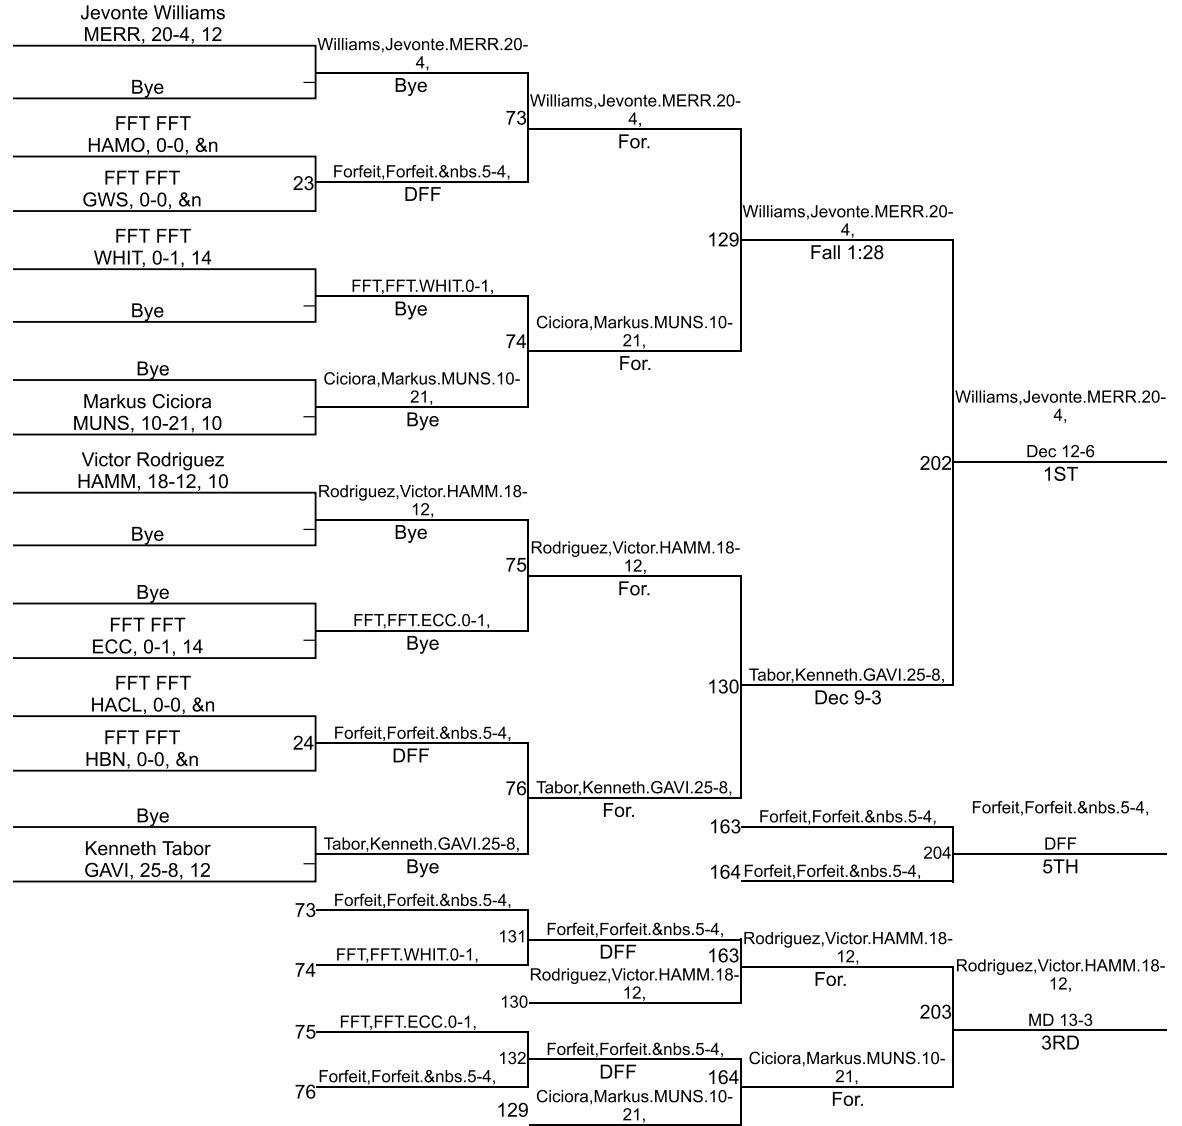 Jevonte Williams
MERR, 20-4, 12
Bye
FFT FFT
HAMO, 0-0, &n
FFT FFT
GWS, 0-0, &n
23
FFT FFT
WHIT, 0-1, 14
Bye
Bye
Markus Ciciora
MUNS, 10-21, 10
Victor Rodriguez
HAMM, 18-12, 10
Bye
Bye
FFT FFT
ECC, 0-1, 14
FFT FFT
HACL, 0-0, &n
FFT FFT
HBN, 0-0, &n
24
Bye
Kenneth Tabor
GAVI, 25-8, 12
Williams,Jevonte.MERR.20-
4,
Bye
73
Forfeit,Forfeit.&nbs.5-4,
DFF
FFT,FFT.WHIT.0-1,
Bye
74
Ciciora,Markus.MUNS.10-
21,
Bye
Rodriguez,Victor.HAMM.18-
12,
Bye
75
FFT,FFT.ECC.0-1,
Bye
Forfeit,Forfeit.&nbs.5-4,
DFF
76
Tabor,Kenneth.GAVI.25-8,
Bye
Williams,Jevonte.MERR.20-
4,
For.
129
Ciciora,Markus.MUNS.10-
21,
For.
Rodriguez,Victor.HAMM.18-
12,
For.
130
Tabor,Kenneth.GAVI.25-8,
For.
Williams,Jevonte.MERR.20-
4,
Fall 1:28
202
Tabor,Kenneth.GAVI.25-8,
Dec 9-3
Williams,Jevonte.MERR.20-
4,
Dec 12-6
1ST
163
Forfeit,Forfeit.&nbs.5-4,
204
164
Forfeit,Forfeit.&nbs.5-4,
Forfeit,Forfeit.&nbs.5-4,
DFF
5TH
73
Forfeit,Forfeit.&nbs.5-4,
131
74
FFT,FFT.WHIT.0-1,
Forfeit,Forfeit.&nbs.5-4,
DFF
163
130
Rodriguez,Victor.HAMM.18-
12,
75
FFT,FFT.ECC.0-1,
132
76
Forfeit,Forfeit.&nbs.5-4,
Forfeit,Forfeit.&nbs.5-4,
DFF
164
129
Ciciora,Markus.MUNS.10-
21,
Rodriguez,Victor.HAMM.18-
12,
For.
203
Ciciora,Markus.MUNS.10-
21,
For.
Rodriguez,Victor.HAMM.18-
12,
MD 13-3
3RD